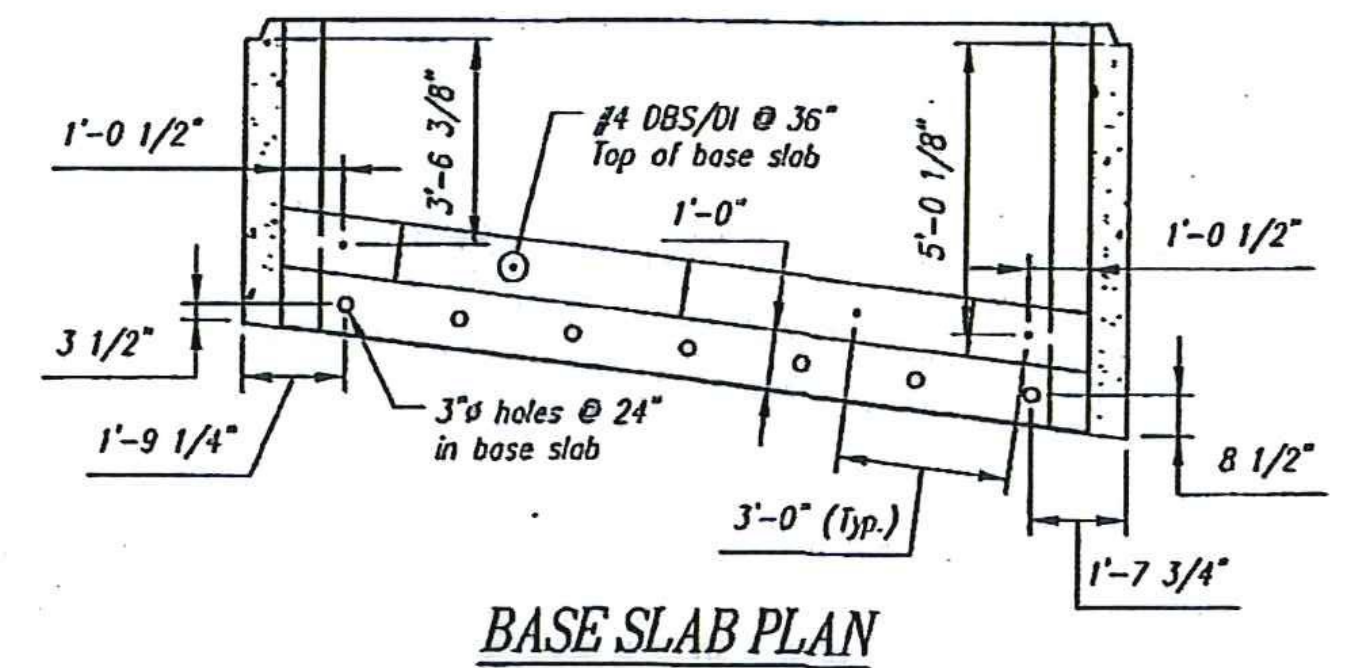 1'-0 1/2"
3'-6 3/8"
#4 DBS/DI @ 36"
Top of base slab
1'-0"
5'-0 1/8"
1'-0 1/2"
3 1/2"
1'-9 1/4"
3"ø holes @ 24"
in base slab
3'-0" (Typ.)
8 1/2"
1'-7 3/4"
BASE SLAB PLAN